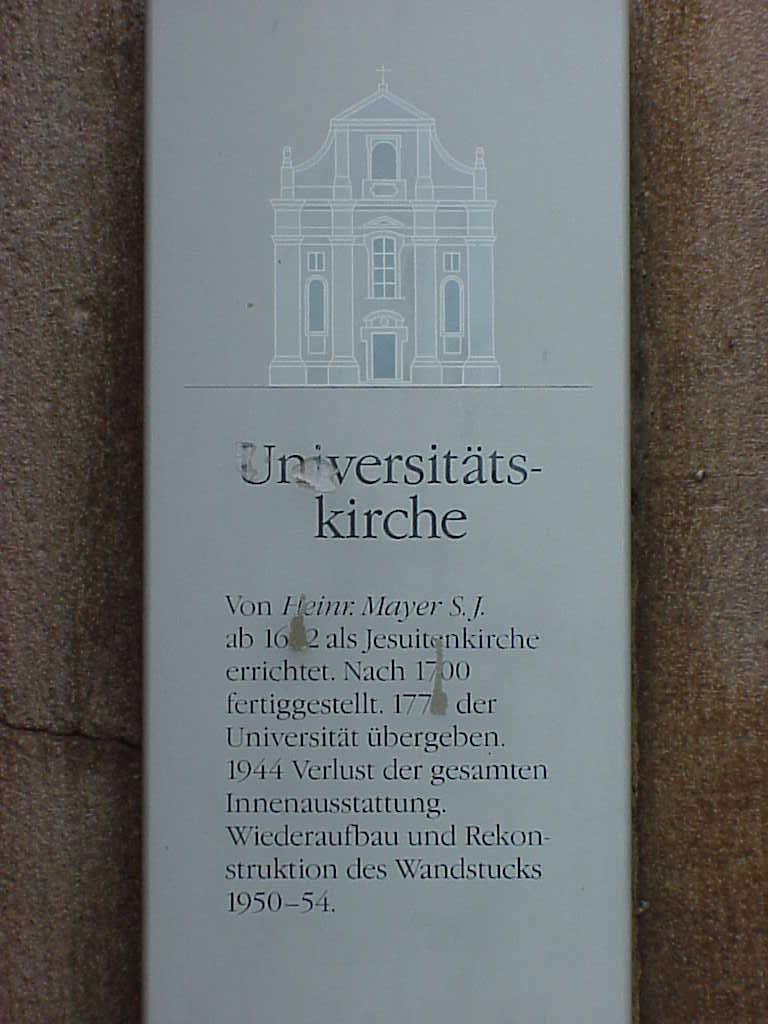 Universitäts-
kirche
Von Heinr. Mayer S. J.
ab als Jesuitenkirche
errichtet. Nach 1700
fertiggestellt. der
Universität übergeben.
1944 Verlust der gesamten
Innenausstattung.
Wiederaufbau und Rekon-
struktion des Wandstucks
1950–54.